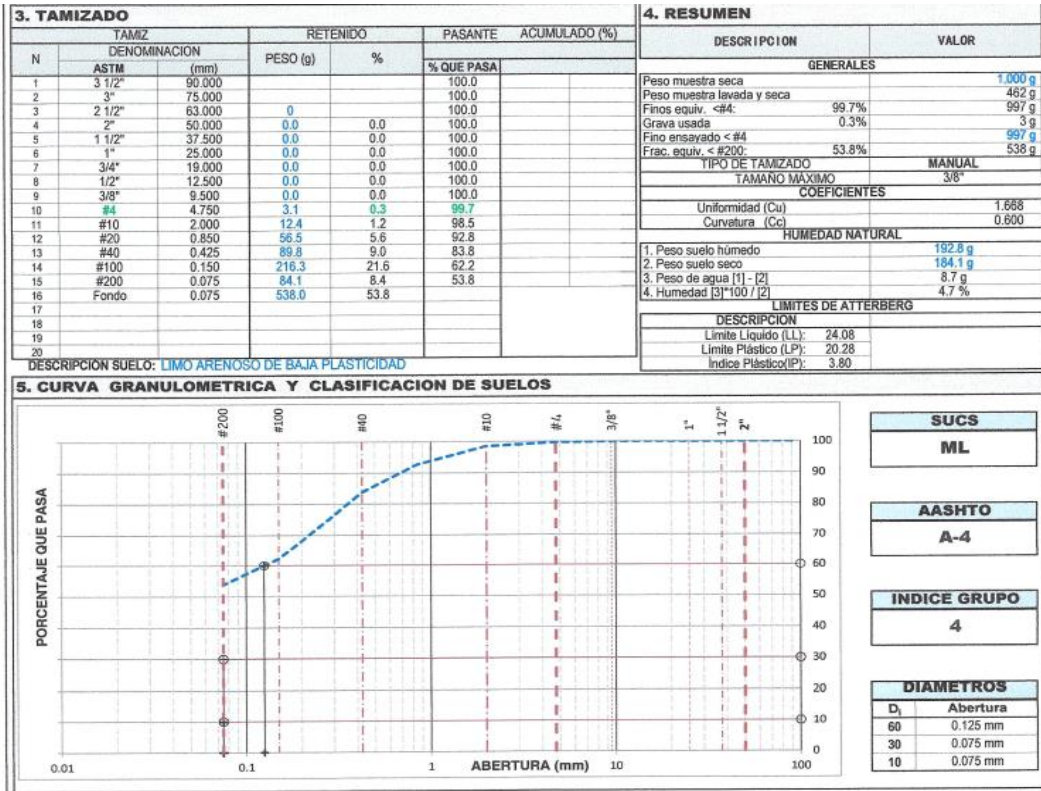 3. TAMIZADO
TAMIZ RETENIDO PASANTE ACUMULADO (%)
N DENOMINACION PESO (g) %
ASTM (mm) % QUE PASA
1 3 1/2" 90.000 100.0
2 3" 75.000 100.0
3 2 1/2" 63.000 0 100.0
4 2" 50.000 0.0 0.0 100.0
5 1 1/2" 37.500 0.0 0.0 100.0
6 1" 25.000 0.0 0.0 100.0
7 3/4" 19.000 0.0 0.0 100.0
8 1/2" 12.500 0.0 0.0 100.0
9 3/8" 9.500 0.0 0.0 100.0
10 #4 4.750 3.1 0.3 99.7
11 #10 2.000 12.4 1.2 98.5
12 #20 0.850 56.5 5.6 92.8
13 #40 0.425 89.8 9.0 83.8
14 #100 0.150 216.3 21.6 62.2
15 #200 0.075 84.1 8.4 53.8
16 Fondo 0.075 538.0 53.8
17
18
19
20
DESCRIPCIÓN SUELO: LIMO ARENOSO DE BAJA PLASTICIDAD
4. RESUMEN
DESCRIPCION VALOR
GENERALES
Peso muestra seca 1,000 g
Peso muestra lavada y seca 462 g
Finos equiv. <#4: 99.7% 997 g
Grava usada 0.3% 3 g
Fino ensayado < #4 997 g
Frac. equiv. < #200: 53.8% 538 g
TIPO DE TAMIZADO MANUAL
TAMAÑO MÁXIMO 3/8"
COEFICIENTES
Uniformidad (Cu) 1.668
Curvatura (Cc) 0.600
HUMEDAD NATURAL
1. Peso suelo húmedo 192.8 g
2. Peso suelo seco 184.1 g
3. Peso de agua [1] - [2] 8.7 g
4. Humedad [3]*100 / [2] 4.7 %
LIMITES DE ATTERBERG
DESCRIPCION
Limite Liquido (LL): 24.08
Limite Plástico (LP): 20.28
Índice Plástico(IP): 3.80
5. CURVA GRANULOMETRICA Y CLASIFICACION DE SUELOS
#200 #100 #40 #10 #4 3/8" 1" 1 1/2" 2"
PORCENTAJE QUE PASA
100
90
80
70
60
50
40
30
20
10
0
0.01 0.1 1 ABERTURA (mm) 10 100
SUCS
ML
AASHTO
A-4
INDICE GRUPO
4
DIAMETROS
Di Abertura
60 0.125 mm
30 0.075 mm
10 0.075 mm